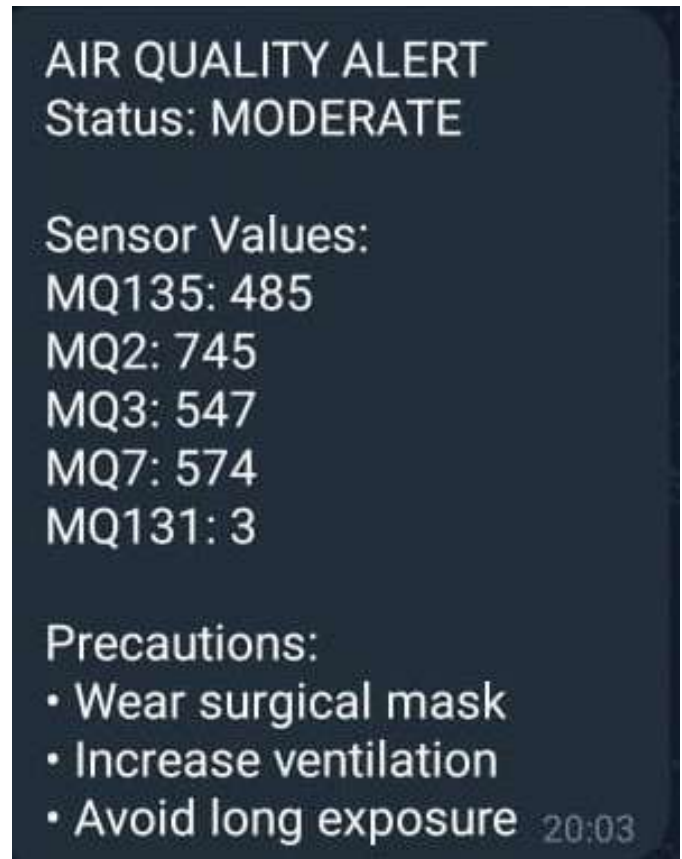 AIR QUALITY ALERT
Status: MODERATE
Sensor Values:
MQ135: 485
MQ2: 745
MQ3: 547
MQ7: 574
MQ131: 3
Precautions:
• Wear surgical mask
• Increase ventilation
• Avoid long exposure 20:03